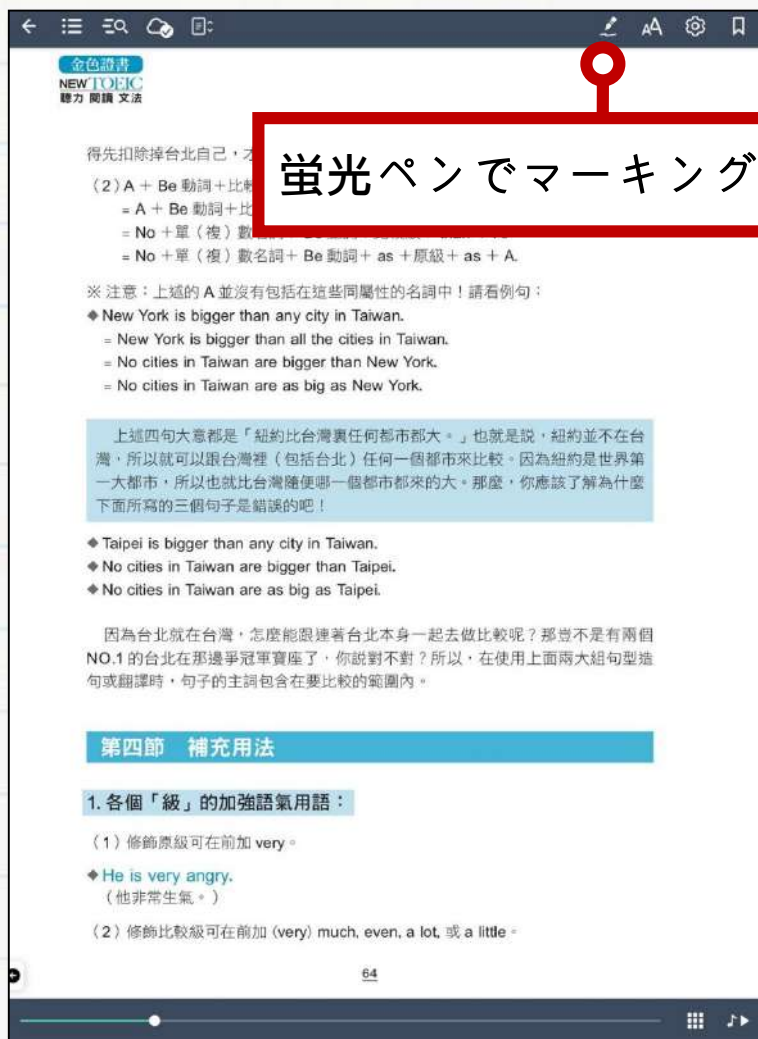 AA
金色證書
NEW TOEIC
聽力 閱讀 文法
蛍光ペンでマーキング
得先扣除掉台北自己，才
（2）A + Be 動詞＋比較
= A + Be 動詞＋比
= No +單（複）數名詞＋
= No +單（複）數名詞＋ Be 動詞＋ as +原級＋ as + A.
※ 注意：上述的 A 並沒有包括在這些同屬性的名詞中！請看例句：
◆ New York is bigger than any city in Taiwan.
= New York is bigger than all the cities in Taiwan.
= No cities in Taiwan are bigger than New York.
= No cities in Taiwan are as big as New York.
上述四句大意都是「紐約比台灣裏任何都市都大。」也就是說，紐約並不在台
灣，所以就可以跟台灣裡（包括台北）任何一個都市來比較。因為紐約是世界第
一大都市，所以也就比台灣隨便哪一個都市都來的大。那麼，你應該了解為什麼
下面所寫的三個句子是錯誤的吧！
◆ Taipei is bigger than any city in Taiwan.
◆ No cities in Taiwan are bigger than Taipei.
◆ No cities in Taiwan are as big as Taipei.
因為台北就在台灣，怎麼能跟連著台北本身一起去做比較呢？那豈不是有兩個
NO.1 的台北在那邊爭冠軍寶座了，你說對不對？所以，在使用上面兩大組句型造
句或翻譯時，句子的主詞包含在要比較的範圍內。
第四節 補充用法
1. 各個「級」的加強語氣用語：
（1）修飾原級可在前加 very。
◆ He is very angry.
（他非常生氣。）
（2）修飾比較級可在前加 (very) much, even, a lot, 或 a little。
64